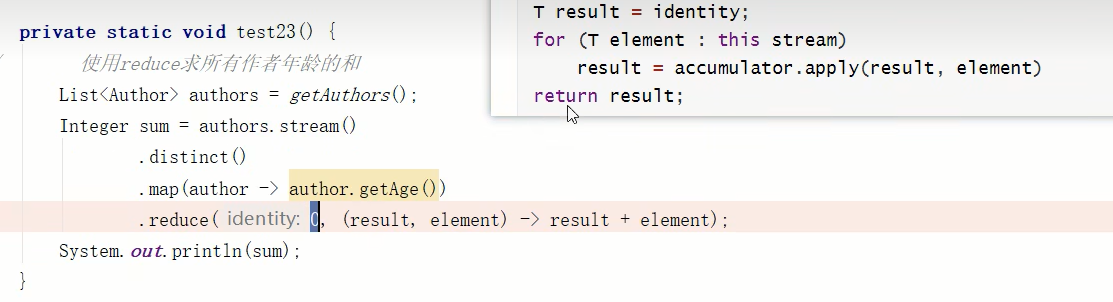 private static void test23() {
使用reduce求所有作者年龄的和
List<Author> authors = getAuthors();
Integer sum = authors.stream()
.distinct()
.map(author -> author.getAge())
.reduce( identity: 0, (result, element) -> result + element);
System.out.println(sum);
}
T result = identity;
for (T element : this stream)
result = accumulator.apply(result, element)
return result;